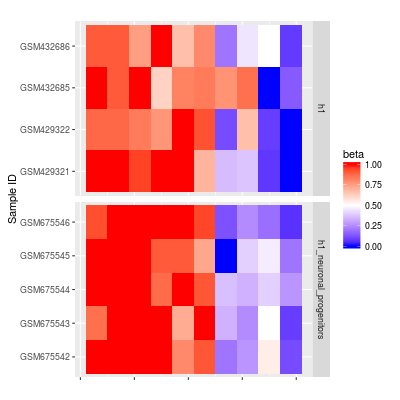 Sample ID
GSM432686
GSM432685
GSM429322
GSM429321
h1
GSM675546
GSM675545
GSM675544
GSM675543
GSM675542
h1_neuronal_progenitors
beta
1.00
0.75
0.50
0.25
0.00